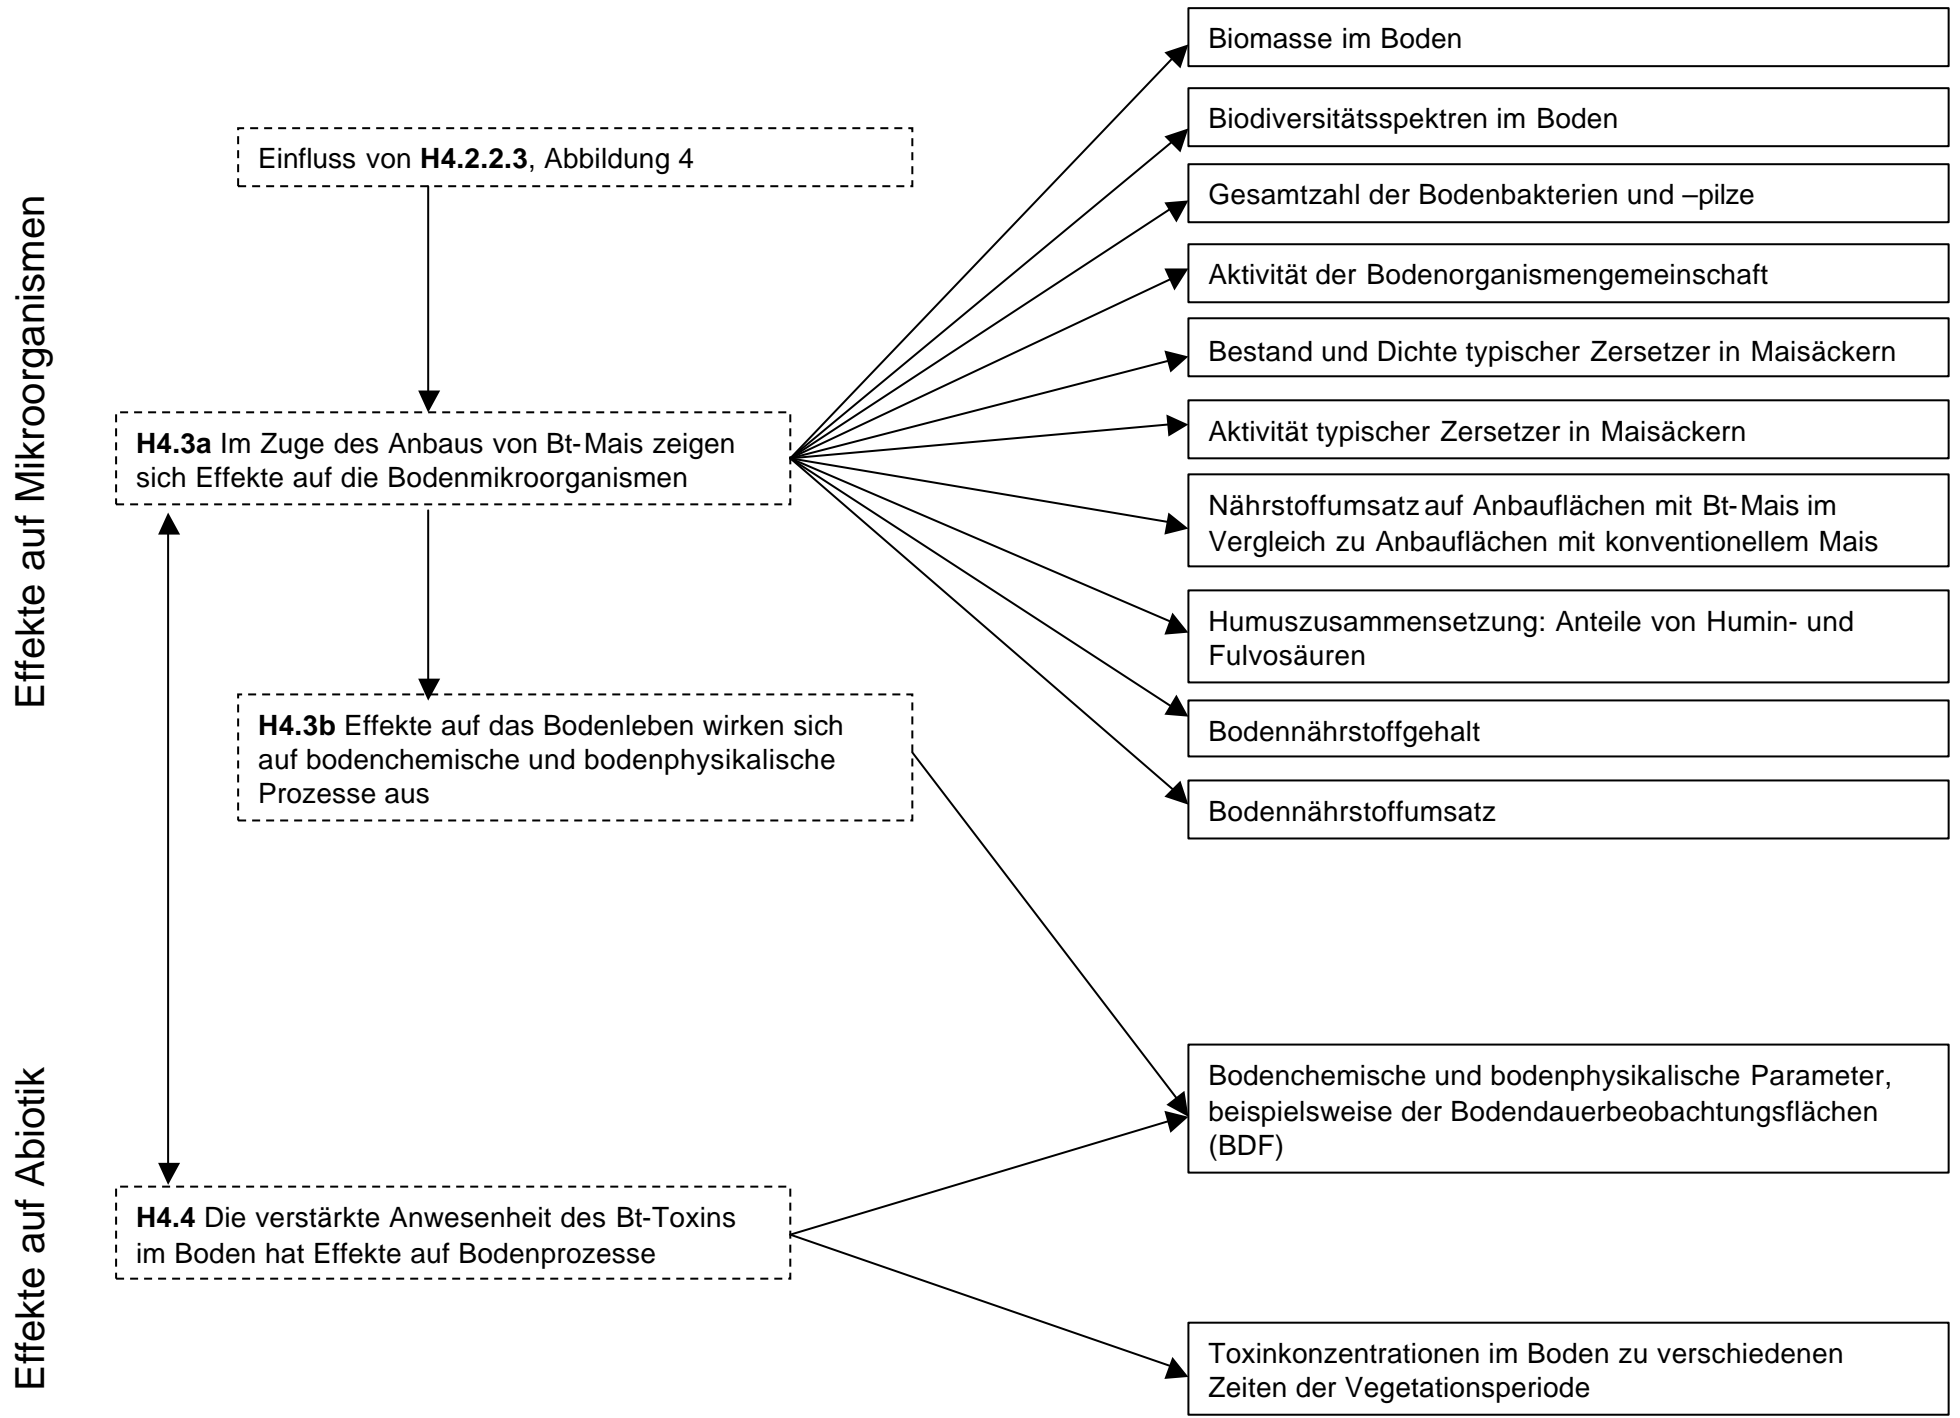 Effekte auf Mikroorganismen
Einfluss von H4.2.2.3, Abbildung 4
H4.3a Im Zuge des Anbaus von Bt-Mais zeigen
sich Effekte auf die Bodenmikroorganismen
H4.3b Effekte auf das Bodenleben wirken sich
auf bodenchemische und bodenphysikalische
Prozesse aus
Biomasse im Boden
Biodiversitätsspektren im Boden
Gesamtzahl der Bodenbakterien und –pilze
Aktivität der Bodenorganismengemeinschaft
Bestand und Dichte typischer Zersetzer in Maisäckern
Aktivität typischer Zersetzer in Maisäckern
Nährstoffumsatz auf Anbauflächen mit Bt-Mais im
Vergleich zu Anbauflächen mit konventionellem Mais
Humuszusammensetzung: Anteile von Humin- und
Fulvosäuren
Bodennährstoffgehalt
Bodennährstoffumsatz
Effekte auf Abiotik
H4.4 Die verstärkte Anwesenheit des Bt-Toxins
im Boden hat Effekte auf Bodenprozesse
Bodenchemische und bodenphysikalische Parameter,
beispielsweise der Bodendauerbeobachtungsflächen
(BDF)
Toxinkonzentrationen im Boden zu verschiedenen
Zeiten der Vegetationsperiode